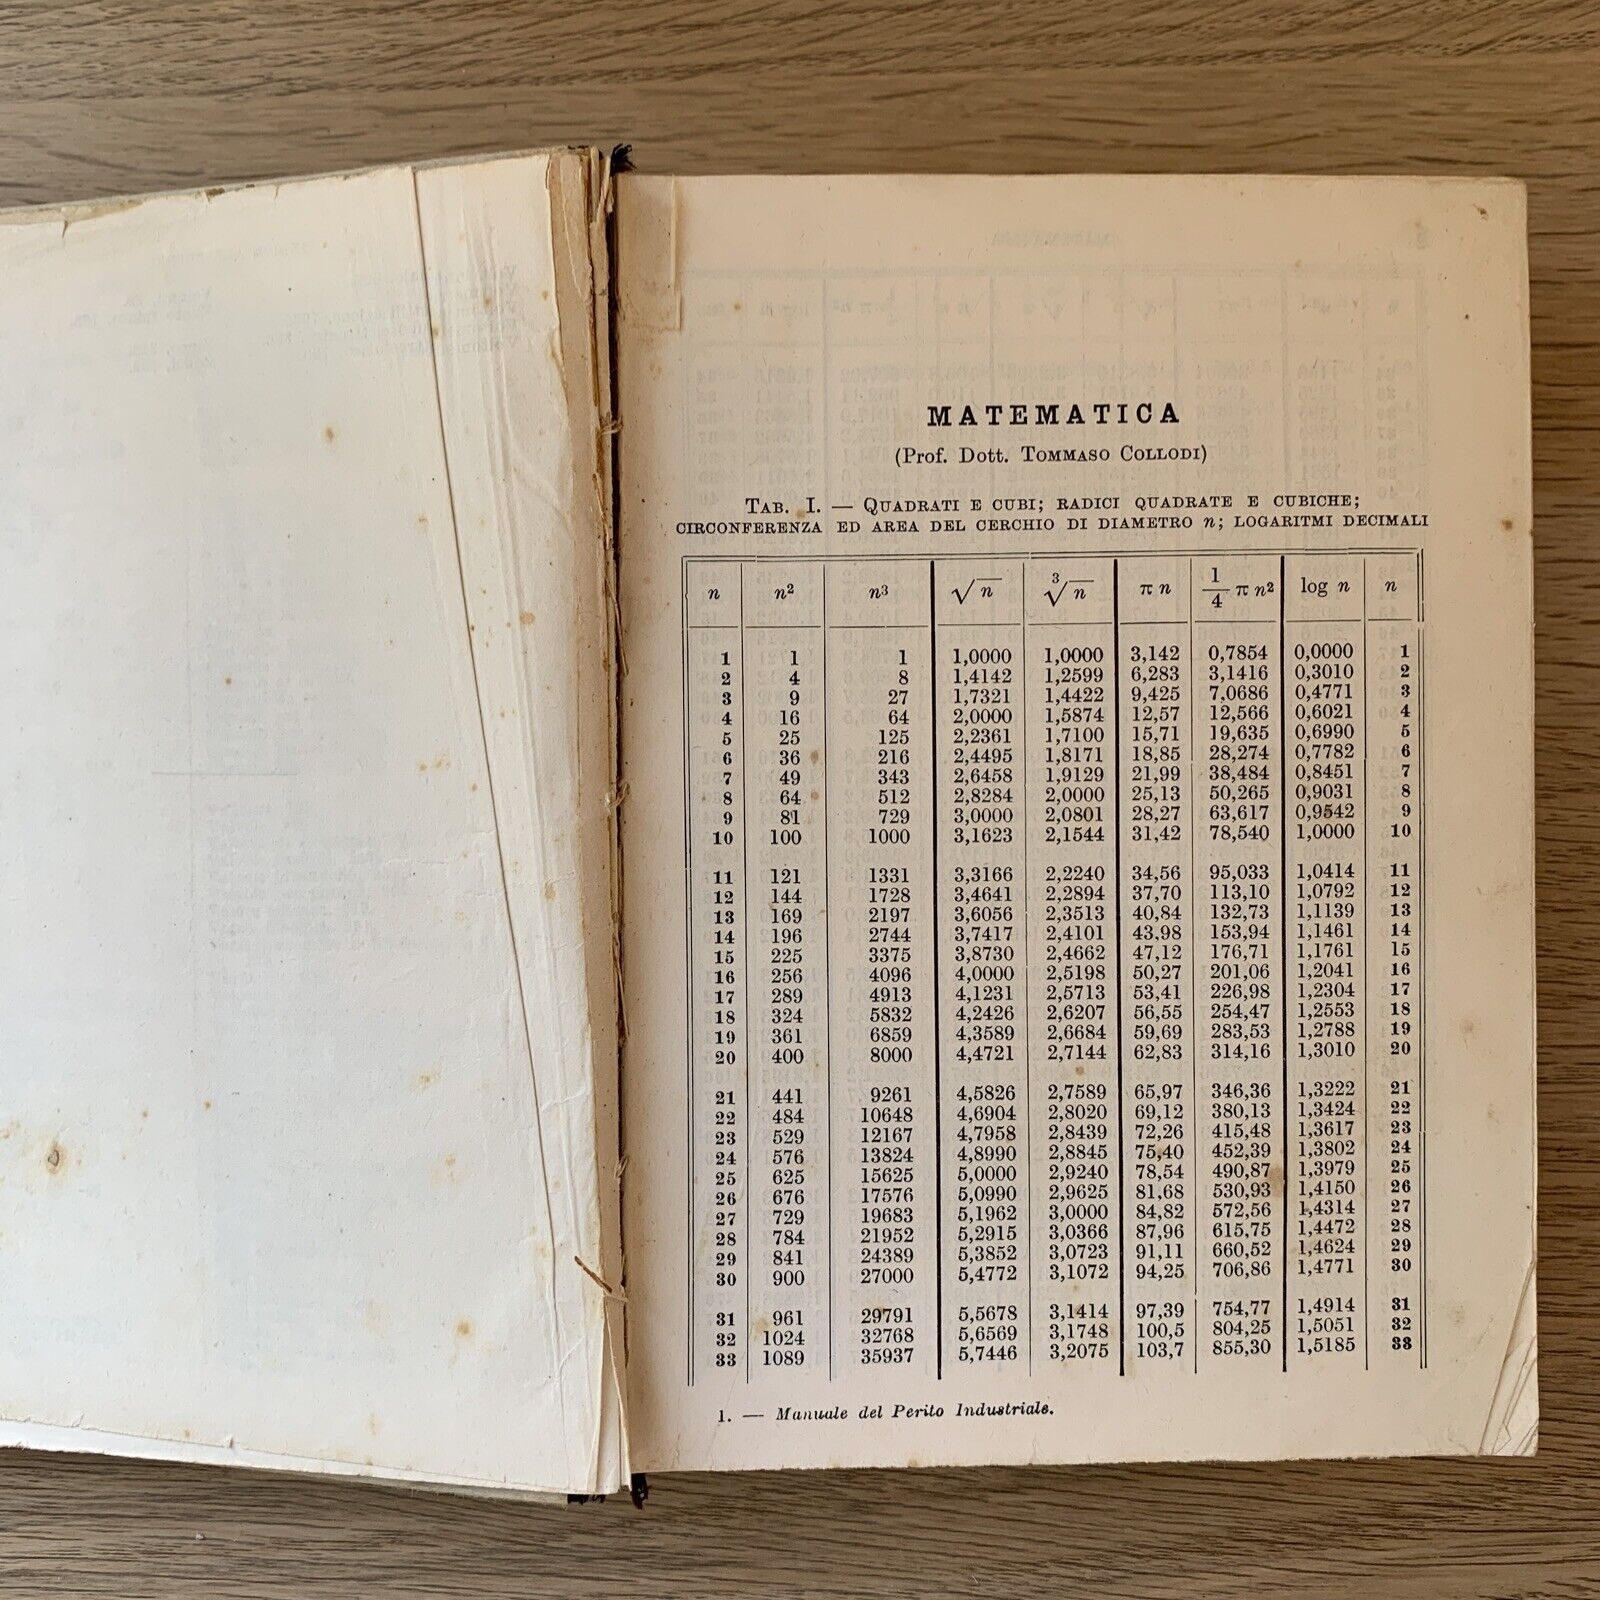 MATEMATICA
(Prof. Dott. TOMMASO COLLODI)
TAB. I. — QUADRATI E CUBI; RADICI QUADRATE E CUBICHE;
CIRCONFERENZA ED AREA DEL CERCHIO DI DIAMETRO n; LOGARITMI DECIMALI
n n² n³ √n ³√n π n 1/4 π n² log n n
1 1 1 1,0000 1,0000 3,142 0,7854 0,0000 1
2 4 8 1,4142 1,2599 6,283 3,1416 0,3010 2
3 9 27 1,7321 1,4422 9,425 7,0686 0,4771 3
4 16 64 2,0000 1,5874 12,57 12,566 0,6021 4
5 25 125 2,2361 1,7100 15,71 19,635 0,6990 5
6 36 216 2,4495 1,8171 18,85 28,274 0,7782 6
7 49 343 2,6458 1,9129 21,99 38,484 0,8451 7
8 64 512 2,8284 2,0000 25,13 50,265 0,9031 8
9 81 729 3,0000 2,0801 28,27 63,617 0,9542 9
10 100 1000 3,1623 2,1544 31,42 78,540 1,0000 10
11 121 1331 3,3166 2,2240 34,56 95,033 1,0414 11
12 144 1728 3,4641 2,2894 37,70 113,10 1,0792 12
13 169 2197 3,6056 2,3513 40,84 132,73 1,1139 13
14 196 2744 3,7417 2,4101 43,98 153,94 1,1461 14
15 225 3375 3,8730 2,4662 47,12 176,71 1,1761 15
16 256 4096 4,0000 2,5198 50,27 201,06 1,2041 16
17 289 4913 4,1231 2,5713 53,41 226,98 1,2304 17
18 324 5832 4,2426 2,6207 56,55 254,47 1,2553 18
19 361 6859 4,3589 2,6684 59,69 283,53 1,2788 19
20 400 8000 4,4721 2,7144 62,83 314,16 1,3010 20
21 441 9261 4,5826 2,7589 65,97 346,36 1,3222 21
22 484 10648 4,6904 2,8020 69,12 380,13 1,3424 22
23 529 12167 4,7958 2,8439 72,26 415,48 1,3617 23
24 576 13824 4,8990 2,8845 75,40 452,39 1,3802 24
25 625 15625 5,0000 2,9240 78,54 490,87 1,3979 25
26 676 17576 5,0990 2,9625 81,68 530,93 1,4150 26
27 729 19683 5,1962 3,0000 84,82 572,56 1,4314 27
28 784 21952 5,2915 3,0366 87,96 615,75 1,4472 28
29 841 24389 5,3852 3,0723 91,11 660,52 1,4624 29
30 900 27000 5,4772 3,1072 94,25 706,86 1,4771 30
31 961 29791 5,5678 3,1414 97,39 754,77 1,4914 31
32 1024 32768 5,6569 3,1748 100,5 804,25 1,5051 32
33 1089 35937 5,7446 3,2075 103,7 855,30 1,5185 33
1. — Manuale del Perito Industriale.